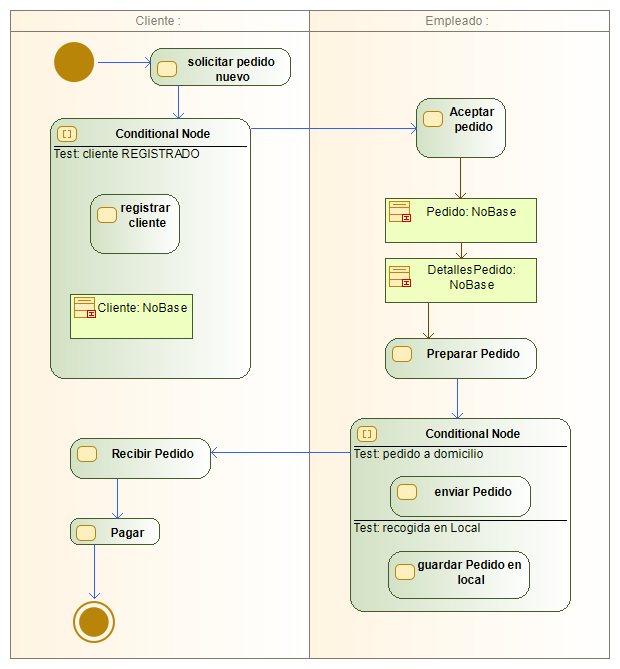 Cliente :
Empleado :
solicitar pedido
nuevo
Conditional Node
Test: cliente REGISTRADO
registrar
cliente
Cliente: NoBase
Aceptar
pedido
Pedido: NoBase
DetallesPedido:
NoBase
Preparar Pedido
Conditional Node
Test: pedido a domicilio
enviar Pedido
Test: recogida en Local
guardar Pedido en
local
Recibir Pedido
Pagar